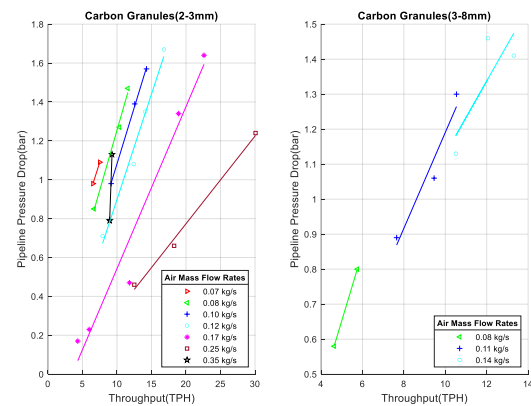 Carbon Granules(2-3mm)
Pipeline Pressure Drop(bar)
1.8
1.6
1.4
1.2
1
0.8
0.6
0.4
0.2
0
0 5 10 15 20 25 30
Throughput(TPH)
Air Mass Flow Rates
0.07 kg/s
0.08 kg/s
0.10 kg/s
0.12 kg/s
0.17 kg/s
0.25 kg/s
0.35 kg/s
Carbon Granules(3-8mm)
Pipeline Pressure Drop(bar)
1.5
1.4
1.3
1.2
1.1
1
0.9
0.8
0.7
0.6
0.5
4 6 8 10 12 14
Throughput(TPH)
Air Mass Flow Rates
0.08 kg/s
0.11 kg/s
0.14 kg/s